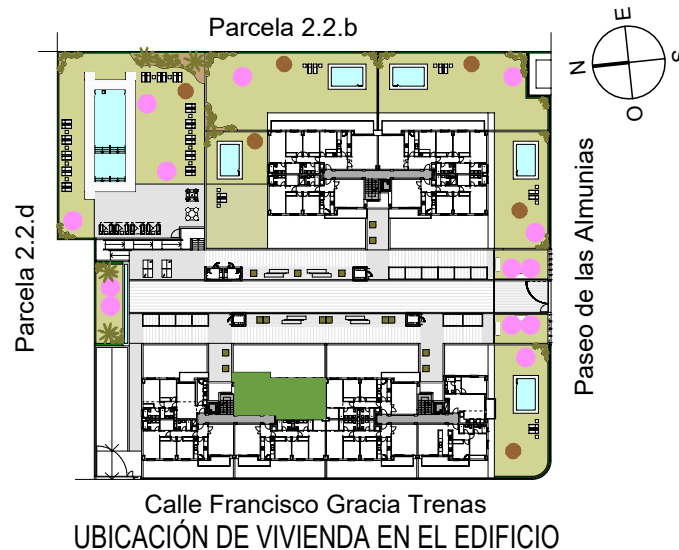 Parcela 2.2.b
E
N
S
O
Parcela 2.2.d
Paseo de las Almunias
Calle Francisco Gracia Trenas
UBICACIÓN DE VIVIENDA EN EL EDIFICIO